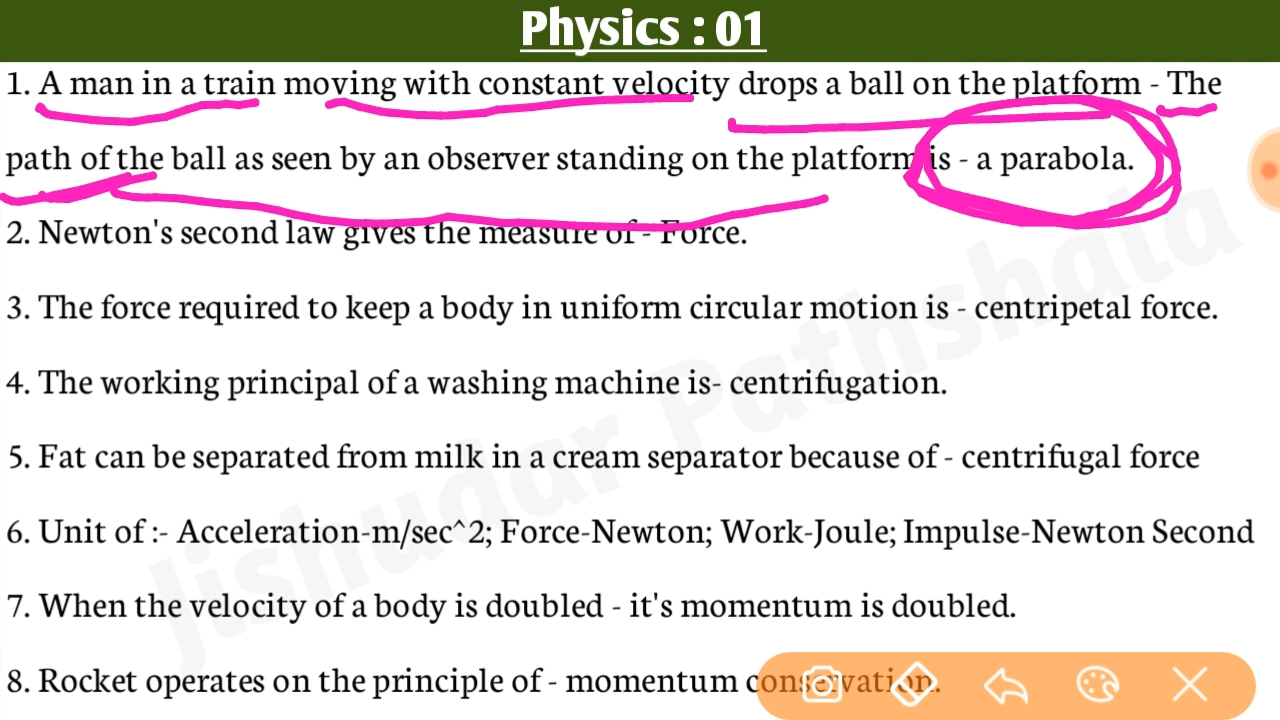 Physics : 01
1. A man in a train moving with constant velocity drops a ball on the platform - The
path of the ball as seen by an observer standing on the platform is - a parabola.
2. Newton's second law gives the measure of - Force.
3. The force required to keep a body in uniform circular motion is - centripetal force.
4. The working principal of a washing machine is- centrifugation.
5. Fat can be separated from milk in a cream separator because of - centrifugal force
6. Unit of :- Acceleration-m/sec^2; Force-Newton; Work-Joule; Impulse-Newton Second
7. When the velocity of a body is doubled - it's momentum is doubled.
8. Rocket operates on the principle of - momentum conservation.
Jishudar Pathshala